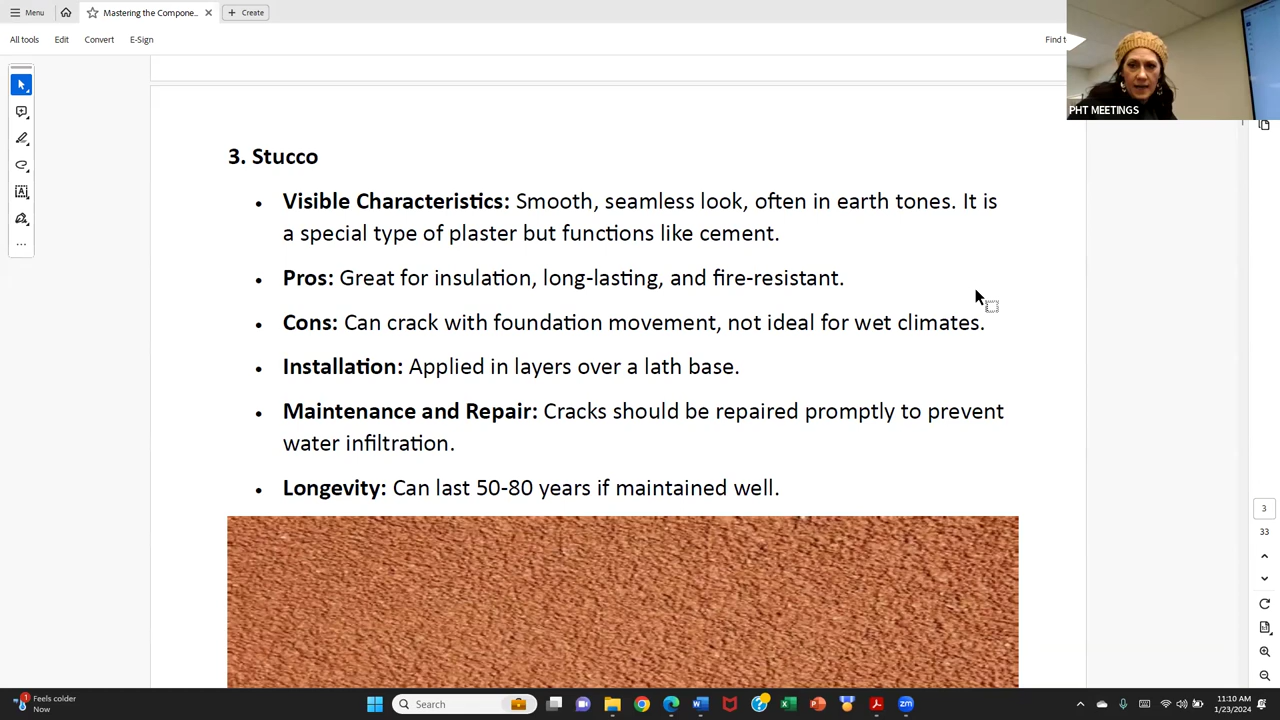 Menu
Mastering the Compone...
Create
All tools
Edit
Convert
E-Sign
Find t
PHT MEETINGS
3. Stucco
• Visible Characteristics: Smooth, seamless look, often in earth tones. It is
a special type of plaster but functions like cement.
• Pros: Great for insulation, long-lasting, and fire-resistant.
• Cons: Can crack with foundation movement, not ideal for wet climates.
• Installation: Applied in layers over a lath base.
• Maintenance and Repair: Cracks should be repaired promptly to prevent
water infiltration.
• Longevity: Can last 50-80 years if maintained well.
3
33
1
Feels colder
Now
Search
11:10 AM
1/23/2024